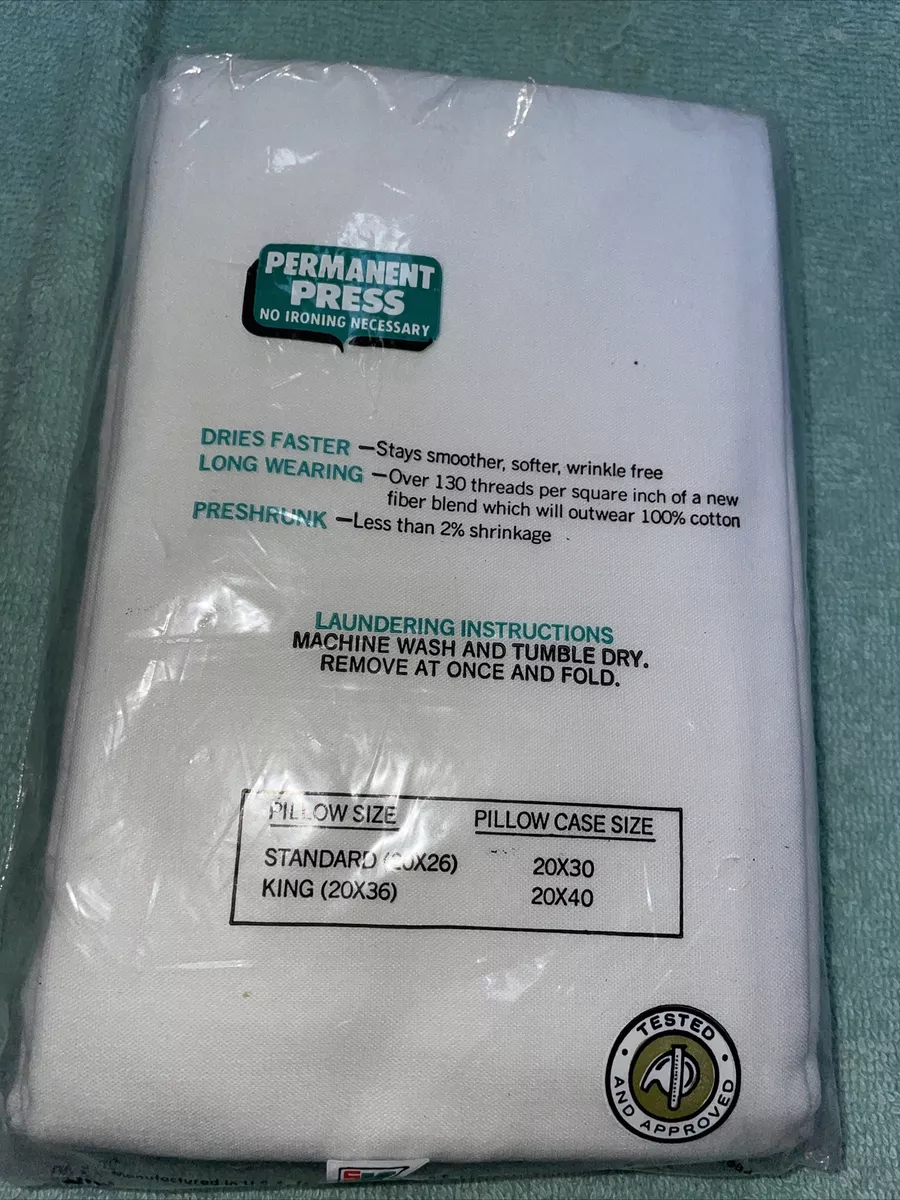 PERMANENT
PRESS
NO IRONING NECESSARY
DRIES FASTER —Stays smoother, softer, wrinkle free
LONG WEARING —Over 130 threads per square inch of a new
fiber blend which will outwear 100% cotton
PRESHRUNK —Less than 2% shrinkage
LAUNDERING INSTRUCTIONS
MACHINE WASH AND TUMBLE DRY.
REMOVE AT ONCE AND FOLD.
PILLOW SIZE PILLOW CASE SIZE
STANDARD (20X26) 20X30
KING (20X36) 20X40
TESTED
AND APPROVED
manufactured in U.S.